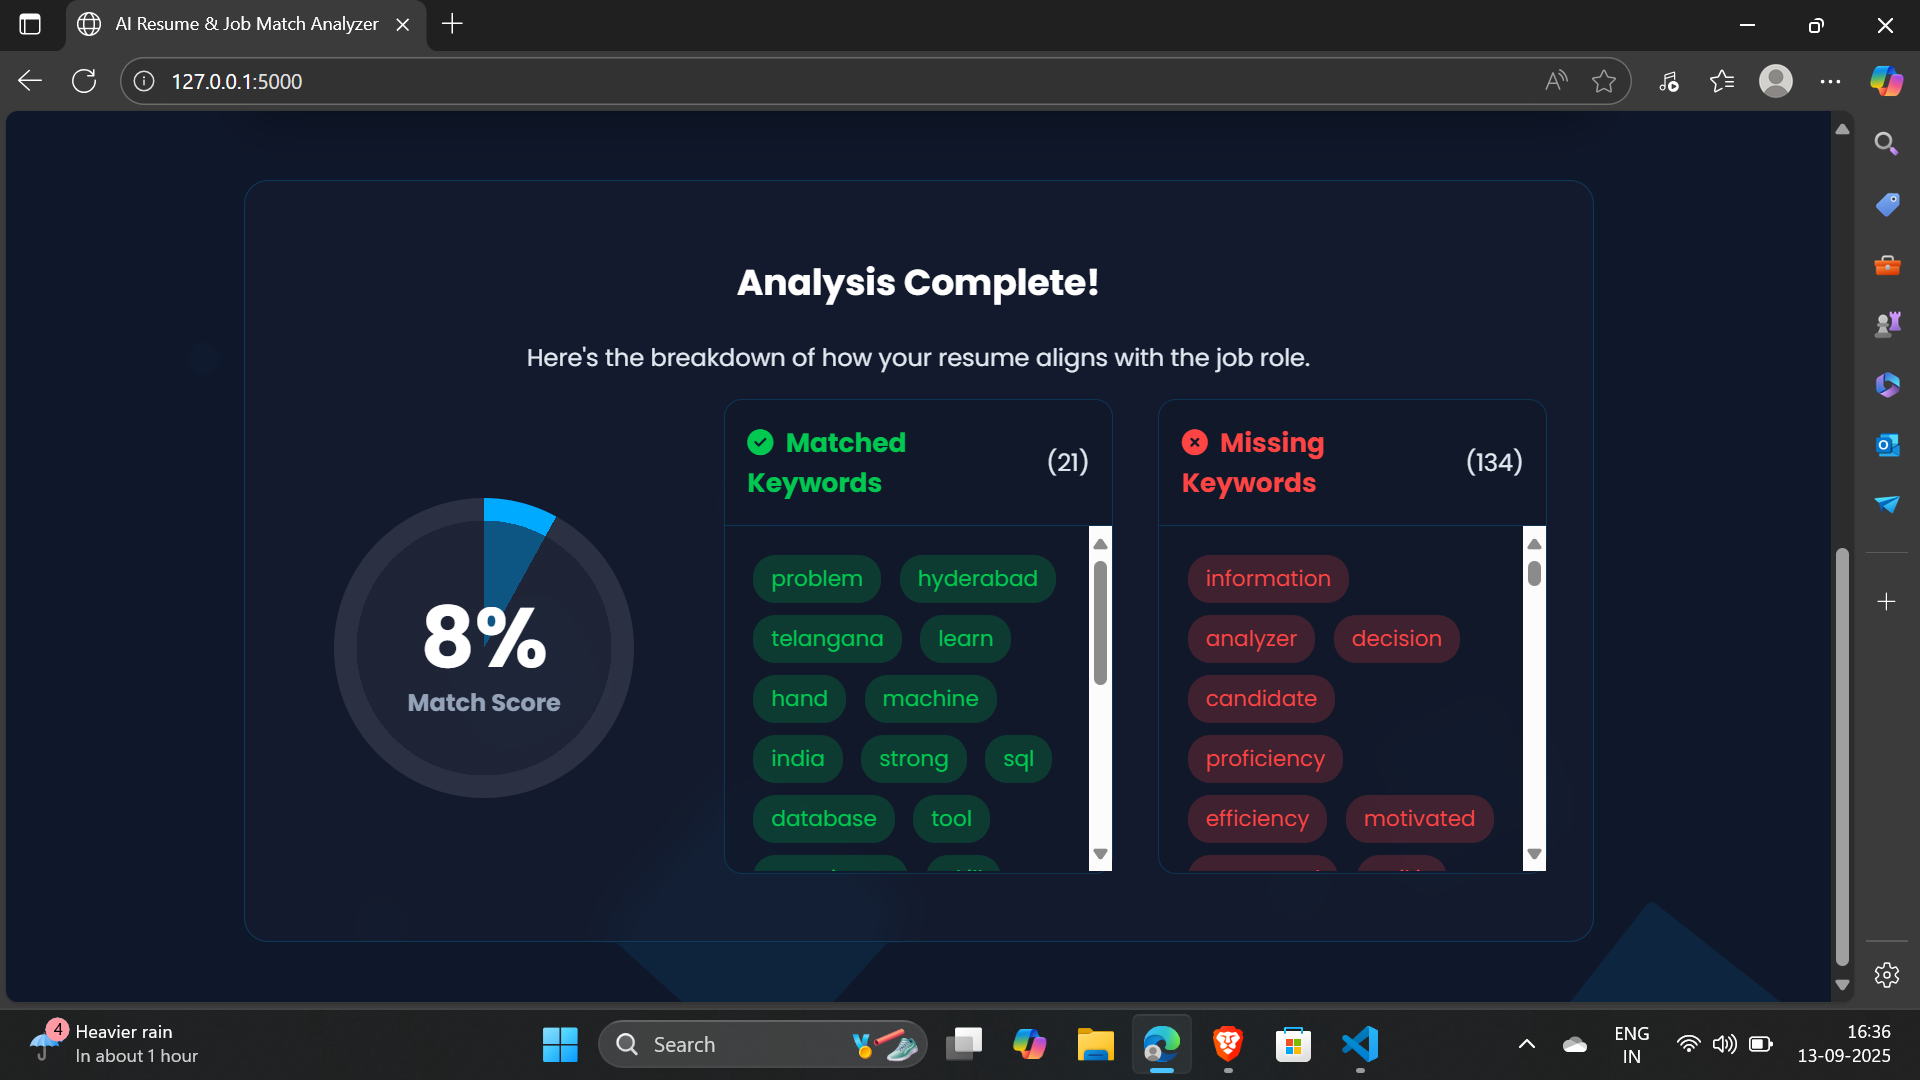 AI Resume & Job Match Analyzer
127.0.0.1:5000
Analysis Complete!
Here's the breakdown of how your resume aligns with the job role.
8%
Match Score
Matched
Keywords
(21)
problem hyderabad
telangana learn
hand machine
india strong sql
database tool
Missing
Keywords
(134)
information
analyzer decision
candidate
proficiency
efficiency motivated
4
Heavier rain
In about 1 hour
Search
ENG
IN
16:36
13-09-2025